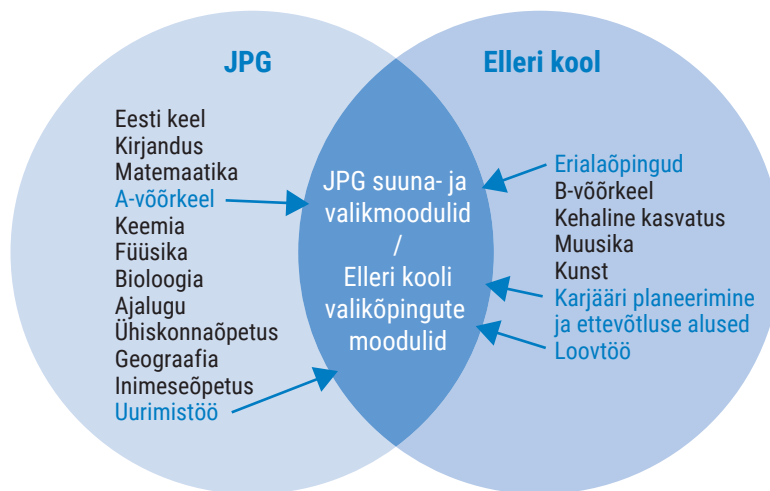 JPG
Eesti keel
Kirjandus
Matemaatika
A-võõrkeel
Keemia
Füüsika
Bioloogia
Ajalugu
Ühiskonnaõpetus
Geograafia
Inimeseõpetus
Uurimistöö
JPG suuna- ja
valikmoodulid
/
Elleri kooli
valikõpingute
moodulid
Elleri kool
Erialaõpingud
B-võõrkeel
Kehaline kasvatus
Muusika
Kunst
Karjääri planeerimine
ja ettevõtluse alused
Loovtöö